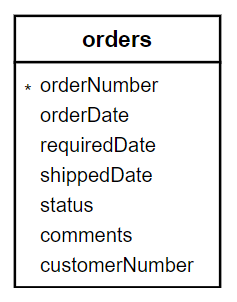 orders
* orderNumber
orderDate
requiredDate
shippedDate
status
comments
customerNumber